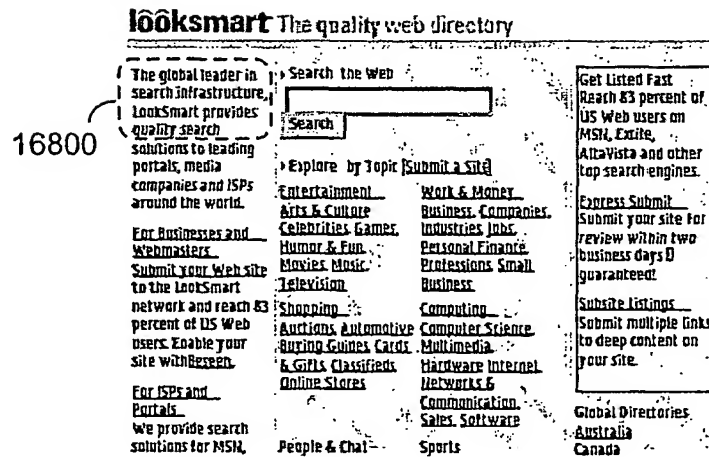 looksmart The quality web directory
The global leader in
search infrastructure,
LookSmart provides
quality search
solutions to leading
portals, media
companies and ISPs
around the world.
For Businesses and
Webmasters
Submit your Web site
to the LookSmart
network and reach 83
percent of US Web
users. Enable your
site with Beseen.
For ISPs and
Portals
We provide search
solutions for MSN,
16800
Search the Web
Search
Explore by Topic Submit a Site
Entertainment
Arts & Culture
Celebrities, Games,
Humor & Fun,
Movies, Music,
Television
Shopping
Auctions, Automotive
Buying Guides, Cards
& Gifts, Classifieds
Online Stores
People & Chat
Work & Money
Business, Companies,
Industries, Jobs,
Personal Finance,
Professions, Small
Business
Computing
Computer Science,
Multimedia,
Hardware, Internet,
Networks &
Communication,
Sales, Software
Sports
Get Listed Fast
Reach 83 percent of
US Web users on
MSN, Excite,
AltaVista and other
top search engines.
Express Submit
Submit your site for
review within two
business days
guaranteed!
Subsite Listings
Submit multiple links
to deep content on
your site.
Global Directories
Australia
Canada